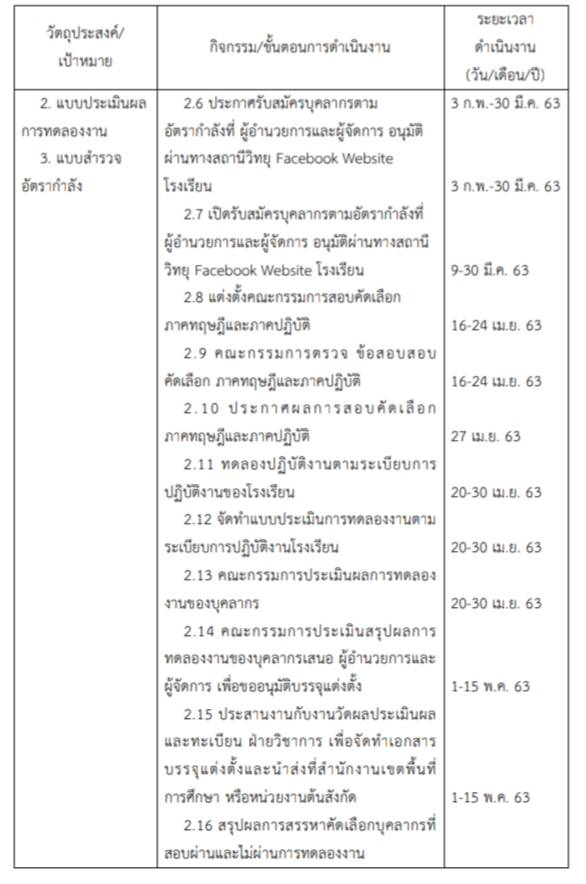 วัตถุประสงค์/
เป้าหมาย
กิจกรรม/ขั้นตอนการดำเนินงาน
ระยะเวลา
ดำเนินงาน
(วัน/เดือน/ปี)
2. แบบประเมินผล
การทดลองงาน
3. แบบสำรวจ
อัตรากำลัง
2.6 ประกาศรับสมัครบุคลากรตาม
อัตรากำลังที่ ผู้อำนวยการและผู้จัดการ อนุมัติ
ผ่านทางสถานีวิทยุ Facebook Website
โรงเรียน
2.7 เปิดรับสมัครบุคลากรตามอัตรากำลังที่
ผู้อำนวยการและผู้จัดการ อนุมัติผ่านทางสถานี
วิทยุ Facebook Website โรงเรียน
2.8 แต่งตั้งคณะกรรมการสอบคัดเลือก
ภาคทฤษฎีและภาคปฏิบัติ
2.9 คณะกรรมการตรวจ ข้อสอบสอบ
คัดเลือก ภาคทฤษฎีและภาคปฏิบัติ
2.10 ประกาศผลการสอบคัดเลือก
ภาคทฤษฎีและภาคปฏิบัติ
2.11 ทดลองปฏิบัติงานตามระเบียบการ
ปฏิบัติงานของโรงเรียน
2.12 จัดทำแบบประเมินการทดลองงานตาม
ระเบียบการปฏิบัติงานโรงเรียน
2.13 คณะกรรมการประเมินผลการทดลอง
งานของบุคลากร
2.14 คณะกรรมการประเมินสรุปผลการ
ทดลองงานของบุคลากรเสนอ ผู้อำนวยการและ
ผู้จัดการ เพื่อขออนุมัติบรรจุแต่งตั้ง
2.15 ประสานงานกับงานวัดผลประเมินผล
และทะเบียน ฝ่ายวิชาการ เพื่อจัดทำเอกสาร
บรรจุแต่งตั้งและนำส่งที่สำนักงานเขตพื้นที่
การศึกษา หรือหน่วยงานต้นสังกัด
2.16 สรุปผลการสรรหาคัดเลือกบุคลากรที่
สอบผ่านและไม่ผ่านการทดลองงาน
3 ก.พ.-30 มี.ค. 63
3 ก.พ.-30 มี.ค. 63
9-30 มี.ค. 63
16-24 เม.ย. 63
16-24 เม.ย. 63
27 เม.ย. 63
20-30 เม.ย. 63
20-30 เม.ย. 63
20-30 เม.ย. 63
1-15 พ.ค. 63
1-15 พ.ค. 63